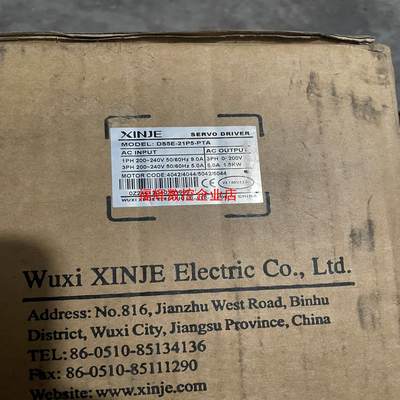 XINJE SERVO DRIVER
MODEL: DS5E-21P5-PTA
AC INPUT AC OUTPUT
1PH 200~240V 50/60Hz 9.0A 3PH 0~200V
3PH 200~240V 50/60Hz 5.0A 5.0A 1.5KW
MOTOR CODE:4042/4044/5042/5044
CE
Wuxi XINJE Electric Co., Ltd.
Address: No.816, Jianzhu West Road, Binhu
District, Wuxi City, Jiangsu Province, China
TEL: 86-0510-85134136
Fax: 86-0510-85111290
Website: www.xinje.com